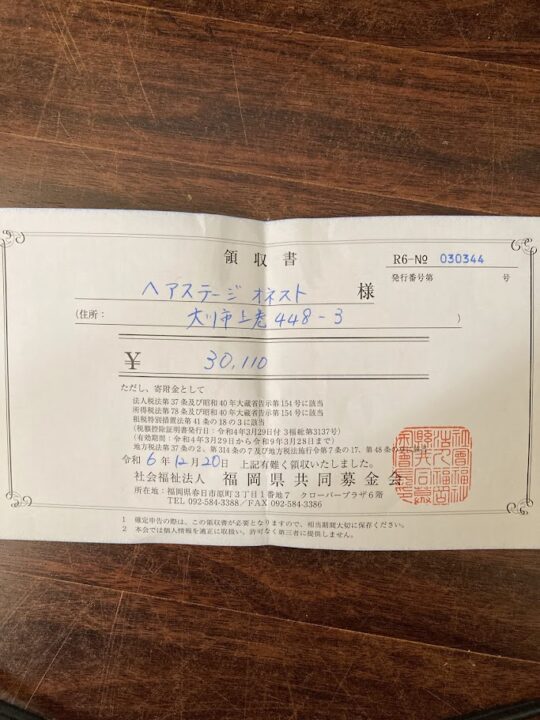 領収書
R6-№ 030344
発行番号第 号
ヘアステージ オネスト 様
(住所: 大川市上巻448-3 )
¥ 30,110
ただし、寄附金として
法人税法第37条及び昭和40年大蔵省告示第154号に該当
所得税法第78条及び昭和40年大蔵省告示第154号に該当
租税特別措置法第41条の18の3に該当
(税額控除証明書発行日:令和4年3月29日付3福総第3137号)
(有効期間:令和4年3月29日から令和9年3月28日まで)
地方税法第37条の2、第314条の7及び地方税法施行令第7条の17、第48条の
令和6年12月20日 上記有難く領収いたしました。
社会福祉法人 福岡県共同募金会
所在地:福岡県春日市原町3丁目1番地7 クローバープラザ6階
TEL 092-584-3388/FAX 092-584-3386
1 確定申告の際は、この領収書が必要となりますので、相当期間大切に保存ください。
2 本会では個人情報を適正に取扱い、許可なく第三者に提供しません。